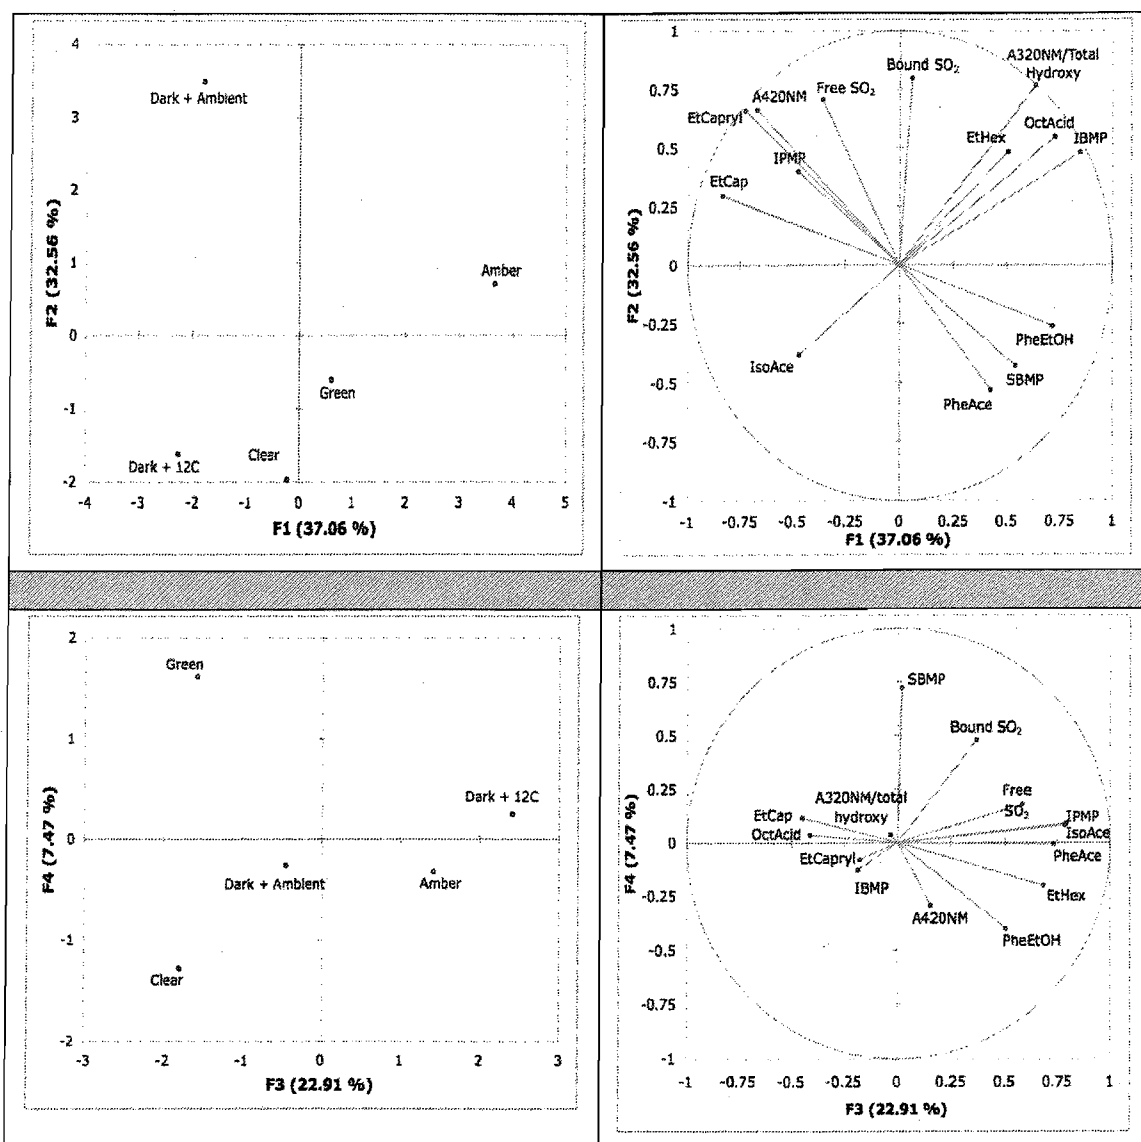 4
3
2
1
0
-1
-2
-4
-3
-2
-1
0
1
2
3
4
5
F2 (32.56 %)
F1 (37.06 %)
Dark + Ambient
Amber
Green
Clear
Dark + 12C
1
0.75
0.5
0.25
0
-0.25
-0.5
-0.75
-1
-1
-0.75
-0.5
-0.25
0
0.25
0.5
0.75
1
F2 (32.56 %)
F1 (37.06 %)
Bound SO₂
A320NM/Total
Hydroxy
A420NM
Free SO₂
EtCapryl
OctAcid
EtHex
IBMP
IPMP
EtCap
PheEtOH
IsoAce
SBMP
PheAce
2
1
0
-1
-2
-3
-2
-1
0
1
2
3
F4 (7.47 %)
F3 (22.91 %)
Green
Dark + 12C
Dark + Ambient
Amber
Clear
1
0.75
0.5
0.25
0
-0.25
-0.5
-0.75
-1
-1
-0.75
-0.5
-0.25
0
0.25
0.5
0.75
1
F4 (7.47 %)
F3 (22.91 %)
SBMP
Bound SO₂
A320NM/total
hydroxy
Free
SO₂
EtCap
IPMP
OctAcid
IsoAce
EtCapryl
PheAce
IBMP
EtHex
A420NM
PheEtOH